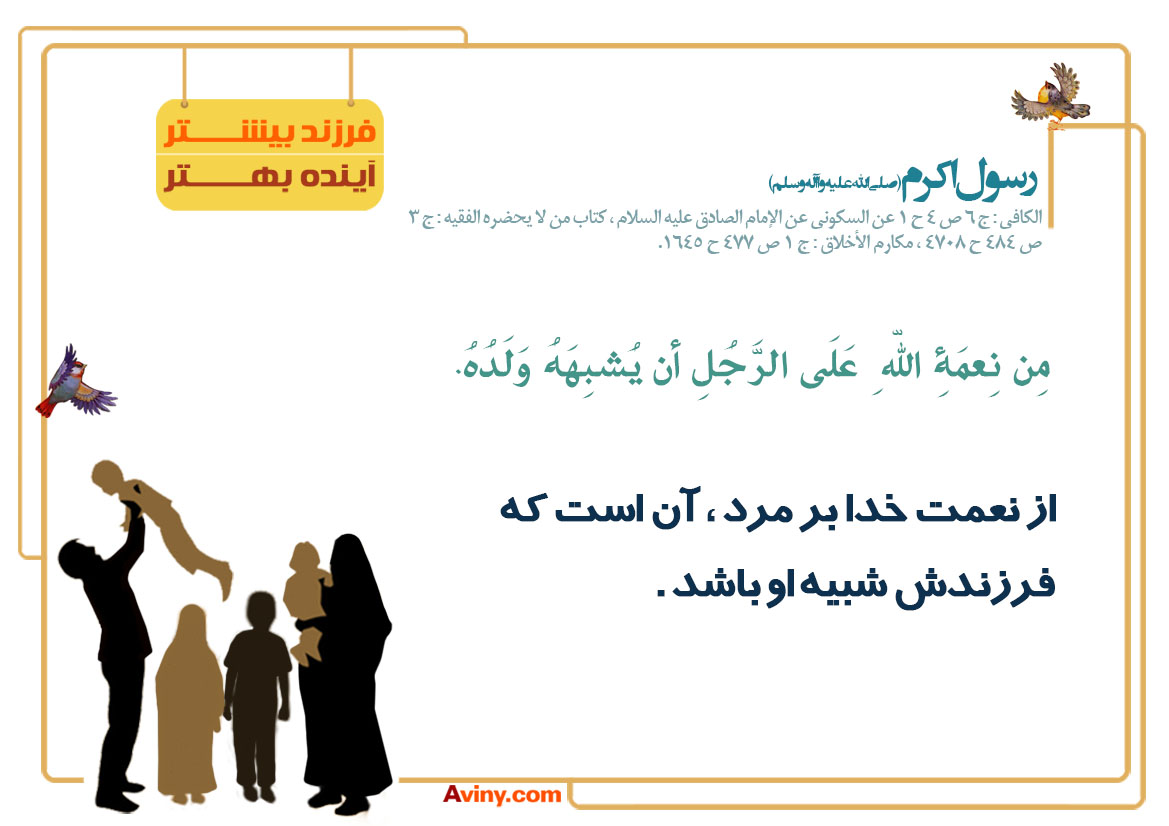 فرزند بیشتر
آینده بهتر
رسول اکرم (صلی الله علیه وآله وسلم)
الکافی : ج ٦ ص ٤ ح ١ عن السکونی عن الإمام الصادق علیه السلام ، کتاب من لا یحضره الفقیه : ج ٣
ص ٤٨٤ ح ٤٧٠٨ ، مکارم الأخلاق : ج ١ ص ٤٧٧ ح ١٦٤٥.
مِن نِعمَةِ اللّهِ عَلَى الرَّجُلِ أن يُشبِهَهُ وَلَدُهُ.
از نعمت خدا بر مرد ، آن است که
فرزندش شبیه او باشد .
Aviny.com